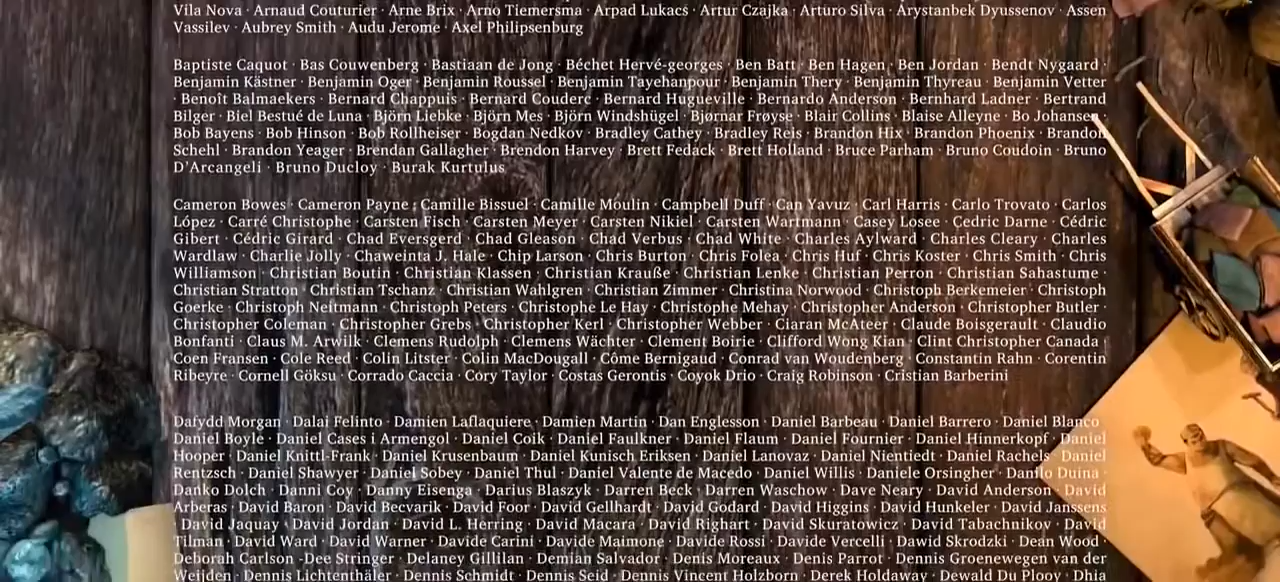 Vila Nova · Arnaud Couturier · Arne Brix · Arno Tiemersma · Arpad Lukacs · Artur Czajka · Arturo Silva · Arystanbek Dyussenov · Assen
Vassilev · Aubrey Smith · Audu Jerome · Axel Philipsenburg
Baptiste Caquot · Bas Couwenberg · Bastiaan de Jong · Béchet Hervé-georges · Ben Batt · Ben Hagen · Ben Jordan · Bendt Nygaard ·
Benjamin Kästner · Benjamin Oger · Benjamin Roussel · Benjamin Tayehanpour · Benjamin Thery · Benjamin Thyreau · Benjamin Vetter
· Benoît Balmaekers · Bernard Chappuis · Bernard Couderc · Bernard Hugueville · Bernardo Anderson · Bernhard Ladner · Bertrand
Bilger · Biel Bestué de Luna · Björn Liebke · Björn Mes · Björn Windshügel · Bjørnar Frøyse · Blair Collins · Blaise Alleyne · Bo Johansen ·
Bob Bayens · Bob Hinson · Bob Rollheiser · Bogdan Nedkov · Bradley Cathey · Bradley Reis · Brandon Hix · Brandon Phoenix · Brandon
Schehl · Brandon Yeager · Brendan Gallagher · Brendon Harvey · Brett Fedack · Brett Holland · Bruce Parham · Bruno Coudoin · Bruno
D'Arcangeli · Bruno Ducloy · Burak Kurtulus
Cameron Bowes · Cameron Payne · Camille Bissuel · Camille Moulin · Campbell Duff · Can Yavuz · Carl Harris · Carlo Trovato · Carlos
López · Carré Christophe · Carsten Fisch · Carsten Meyer · Carsten Nikiel · Carsten Wartmann · Casey Losee · Cedric Darne · Cédric
Gibert · Cédric Girard · Chad Eversgerd · Chad Gleason · Chad Verbus · Chad White · Charles Aylward · Charles Cleary · Charles
Wardlaw · Charlie Jolly · Chaweinta J. Hale · Chip Larson · Chris Burton · Chris Folea · Chris Huf · Chris Koster · Chris Smith · Chris
Williamson · Christian Boutin · Christian Klassen · Christian Krauße · Christian Lenke · Christian Perron · Christian Sahastume ·
Christian Stratton · Christian Tschanz · Christian Wahlgren · Christian Zimmer · Christina Norwood · Christoph Berkemeier · Christoph
Goerke · Christoph Neitmann · Christoph Peters · Christophe Le Hay · Christophe Mehay · Christopher Anderson · Christopher Butler ·
Christopher Coleman · Christopher Grebs · Christopher Kerl · Christopher Webber · Ciaran McAteer · Claude Boisgerault · Claudio
Bonfanti · Claus M. Arwilk · Clemens Rudolph · Clemens Wächter · Clement Boirie · Clifford Wong Kian · Clint Christopher Canada ·
Coen Fransen · Cole Reed · Colin Litster · Colin MacDougall · Côme Bernigaud · Conrad van Woudenberg · Constantin Rahn · Corentin
Ribeyre · Cornell Göksu · Corrado Caccia · Cory Taylor · Costas Gerontis · Coyok Drio · Craig Robinson · Cristian Barberini
Dafydd Morgan · Dalai Felinto · Damien Laflaquiere · Damien Martin · Dan Englesson · Daniel Barbeau · Daniel Barrero · Daniel Blanco ·
Daniel Boyle · Daniel Cases i Armengol · Daniel Coik · Daniel Faulkner · Daniel Flaum · Daniel Fournier · Daniel Hinnerkopf · Daniel
Hooper · Daniel Knittl-Frank · Daniel Krusenbaum · Daniel Kunisch Eriksen · Daniel Lanovaz · Daniel Nientiedt · Daniel Rachels · Daniel
Rentzsch · Daniel Shawyer · Daniel Sobey · Daniel Thul · Daniel Valente de Macedo · Daniel Willis · Daniele Orsingher · Danilo Duina ·
Danko Dolch · Danni Coy · Danny Eisenga · Darius Blaszyk · Darren Beck · Darren Waschow · Dave Neary · David Anderson · David
Arberas · David Baron · David Becvarik · David Foor · David Gellhardt · David Godard · David Higgins · David Hunkeler · David Janssens
· David Jaquay · David Jordan · David L. Herring · David Macara · David Righart · David Skuratowicz · David Tabachnikov · David
Tilman · David Ward · David Warner · Davide Carini · Davide Maimone · Davide Rossi · Davide Vercelli · Dawid Skrodzki · Dean Wood ·
Deborah Carlson · Dee Stringer · Delaney Gillilan · Demian Salvador · Denis Moreaux · Denis Parrot · Dennis Groenewegen van der
Weijden · Dennis Lichtenthäler · Dennis Schmidt · Dennis Seid · Dennis Vincent Holzborn · Derek Holdaway · Dewald Du Plooy · Dhia